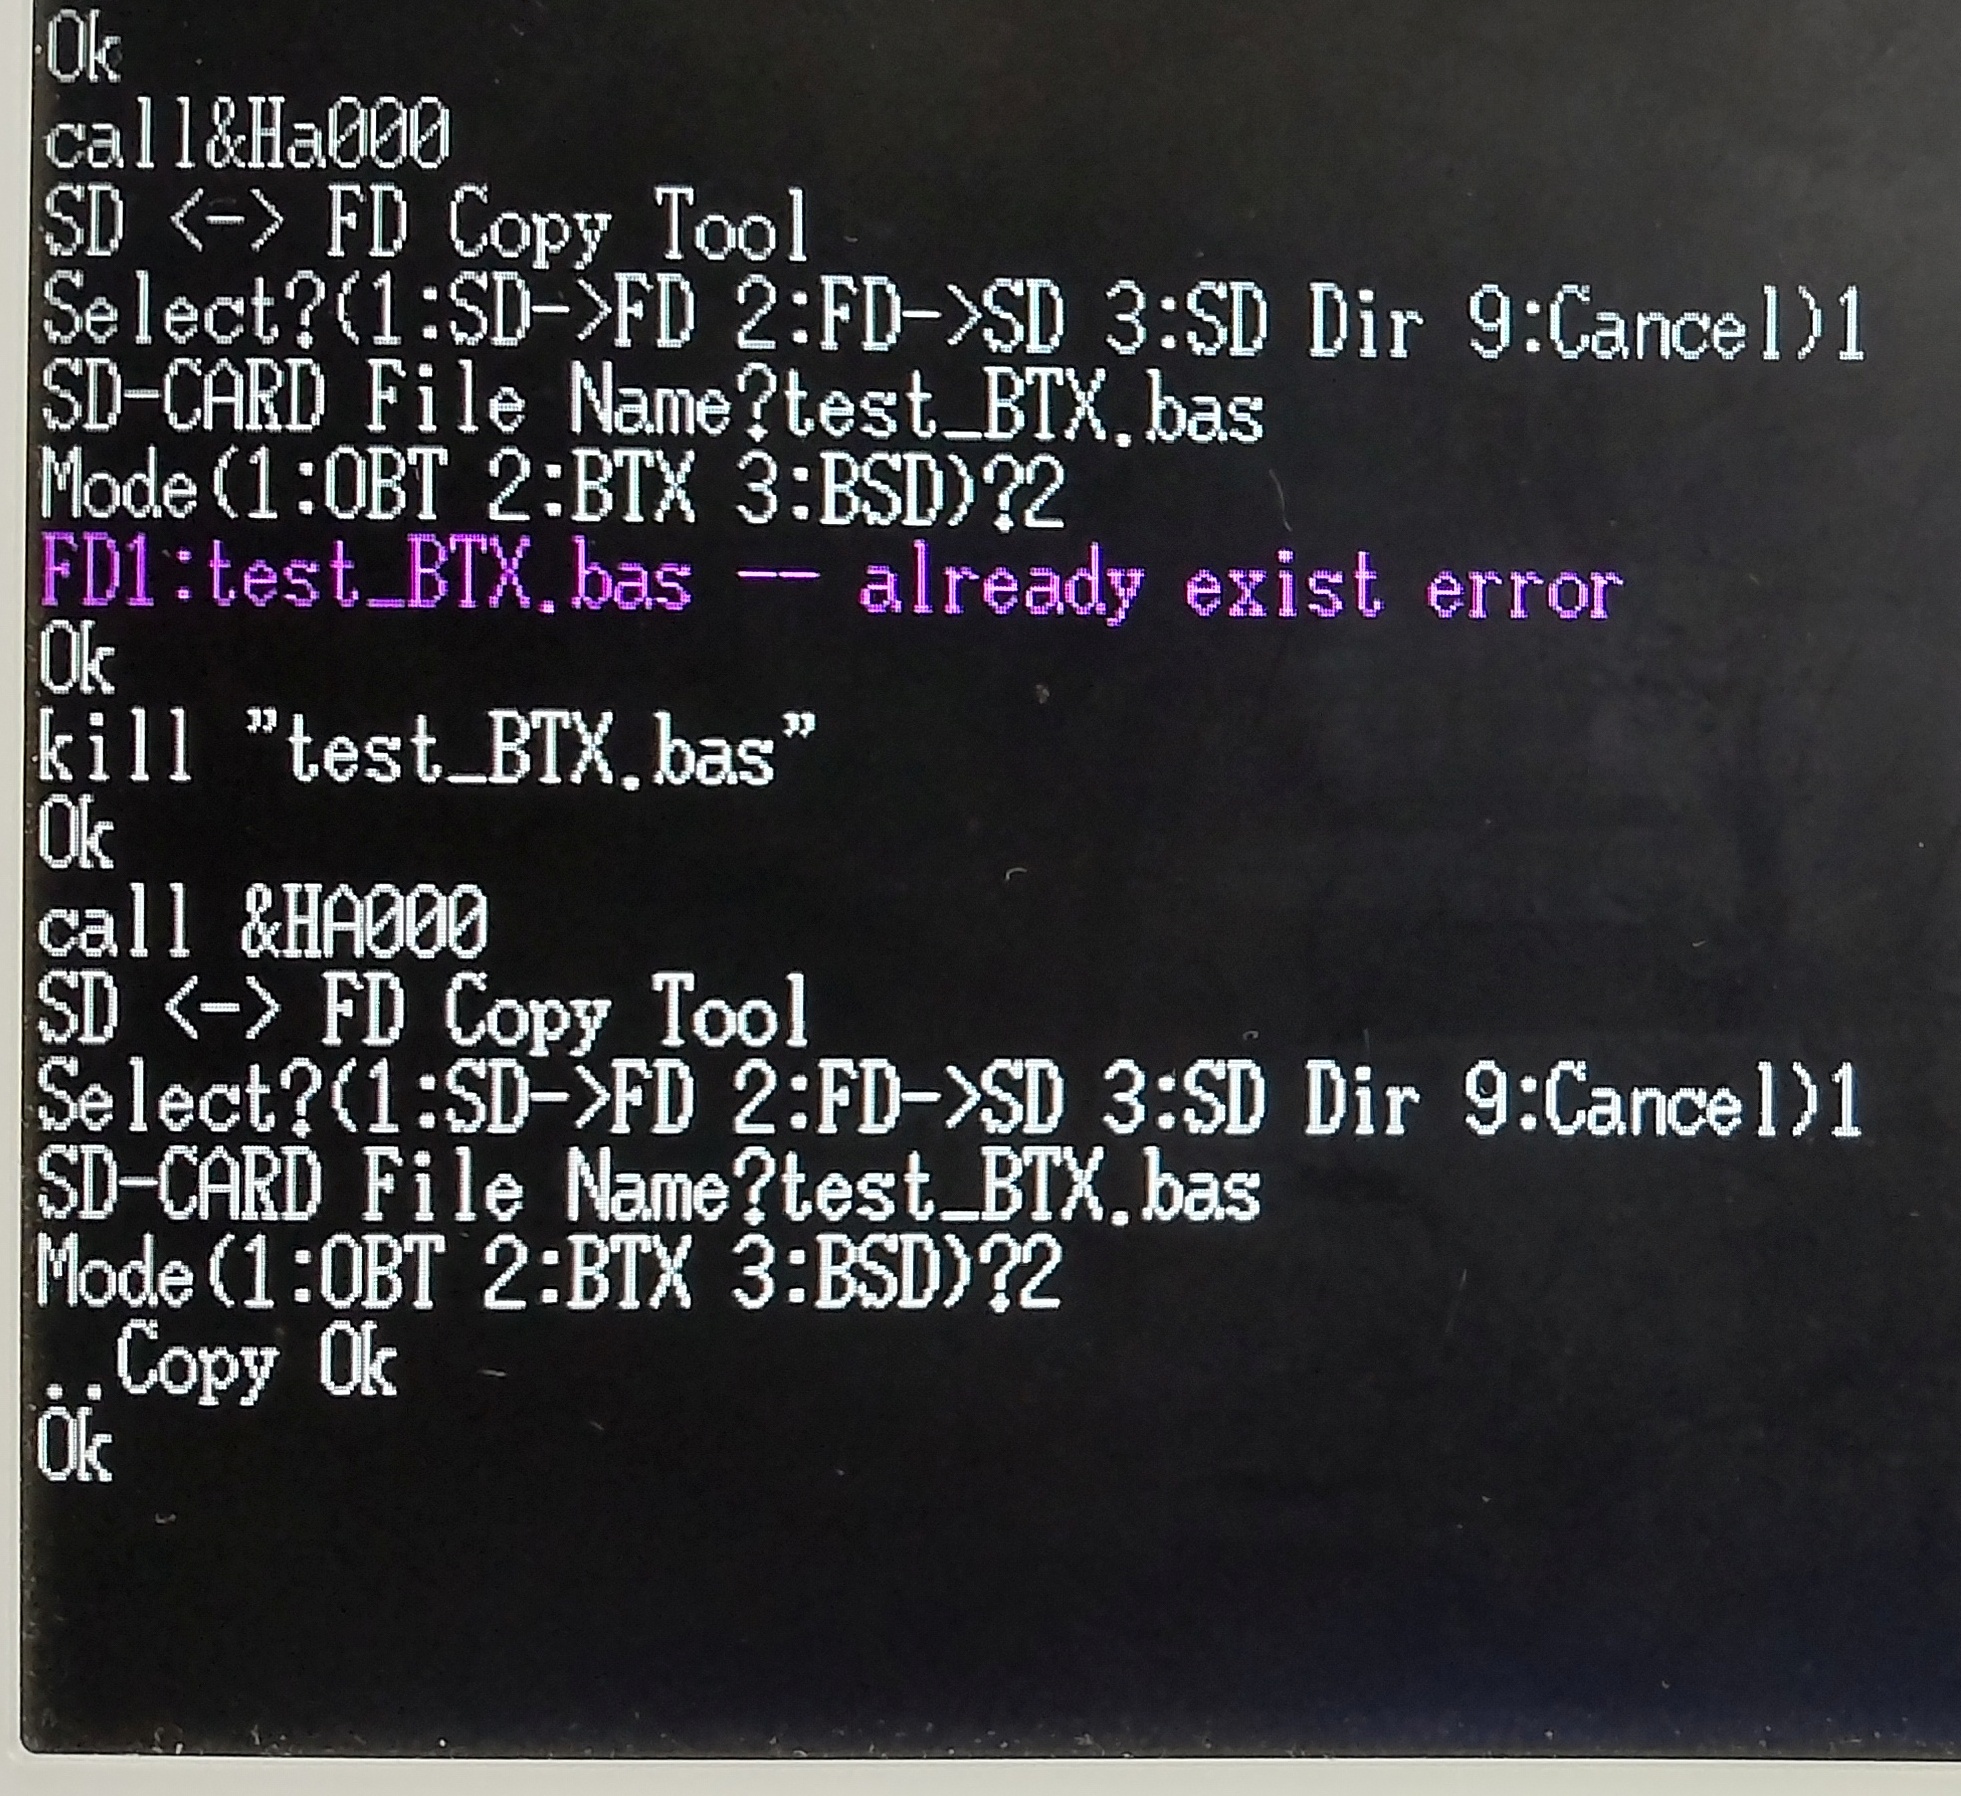 Ok
call&Ha000
SD <-> FD Copy Tool
Select?(1:SD->FD 2:FD->SD 3:SD Dir 9:Cancel)1
SD-CARD File Name?test_BTX.bas
Mode(1:OBT 2:BTX 3:BSD)?2
FD1:test_BTX.bas -- already exist error
Ok
kill "test_BTX.bas"
Ok
call &HA000
SD <-> FD Copy Tool
Select?(1:SD->FD 2:FD->SD 3:SD Dir 9:Cancel)1
SD-CARD File Name?test_BTX.bas
Mode(1:OBT 2:BTX 3:BSD)?2
..Copy Ok
Ok